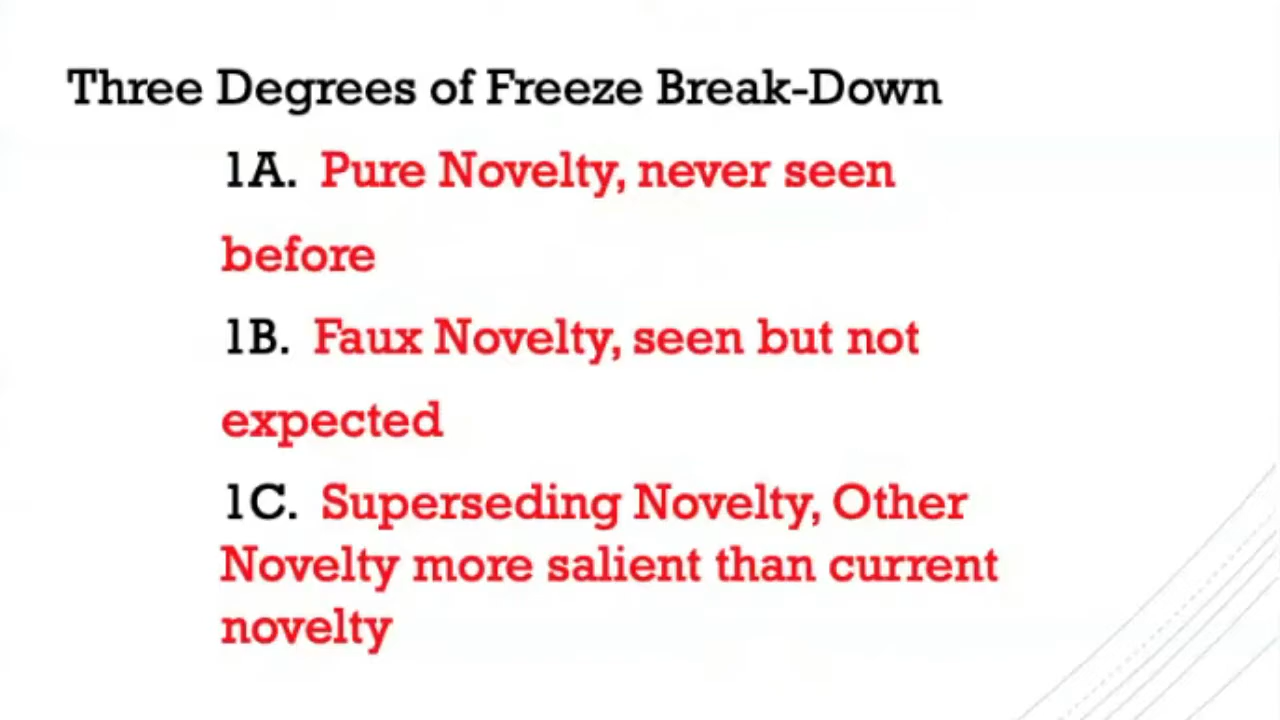 Three Degrees of Freeze Break-Down
1A. Pure Novelty, never seen
before
1B. Faux Novelty, seen but not
expected
1C. Superseding Novelty, Other
Novelty more salient than current
novelty